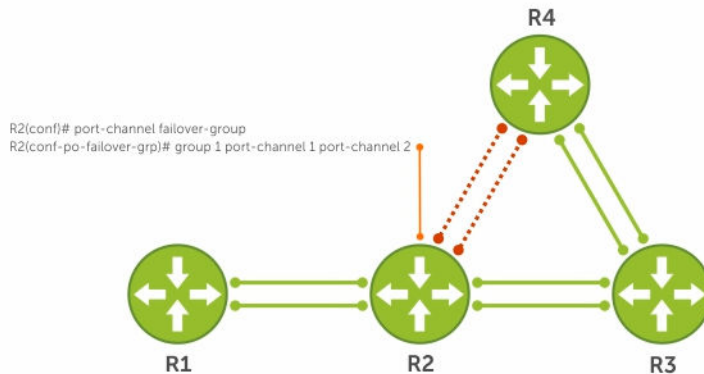 R4
R2(conf)# port-channel failover-group
R2(conf-po-failover-grp)# group 1 port-channel 1 port-channel 2
R1
R2
R3